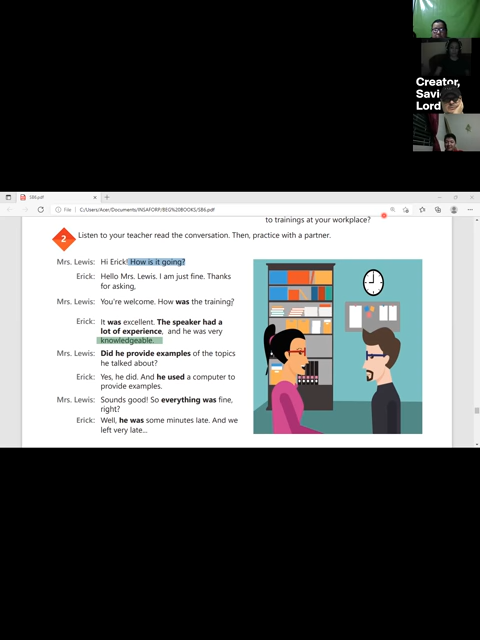 Creator,
Savi
Lord
SB6.pdf
File
C:/Users/Acer/Documents/INSAFORP/BEG%20BOOKS/SB6.pdf
to trainings at your workplace?
2 Listen to your teacher read the conversation. Then, practice with a partner.
Mrs. Lewis: Hi Erick! How is it going?
Erick: Hello Mrs. Lewis. I am just fine. Thanks
for asking,
Mrs. Lewis: You're welcome. How was the training?
Erick: It was excellent. The speaker had a
lot of experience, and he was very
knowledgeable.
Mrs. Lewis: Did he provide examples of the topics
he talked about?
Erick: Yes, he did. And he used a computer to
provide examples.
Mrs. Lewis: Sounds good! So everything was fine,
right?
Erick: Well, he was some minutes late. And we
left very late...